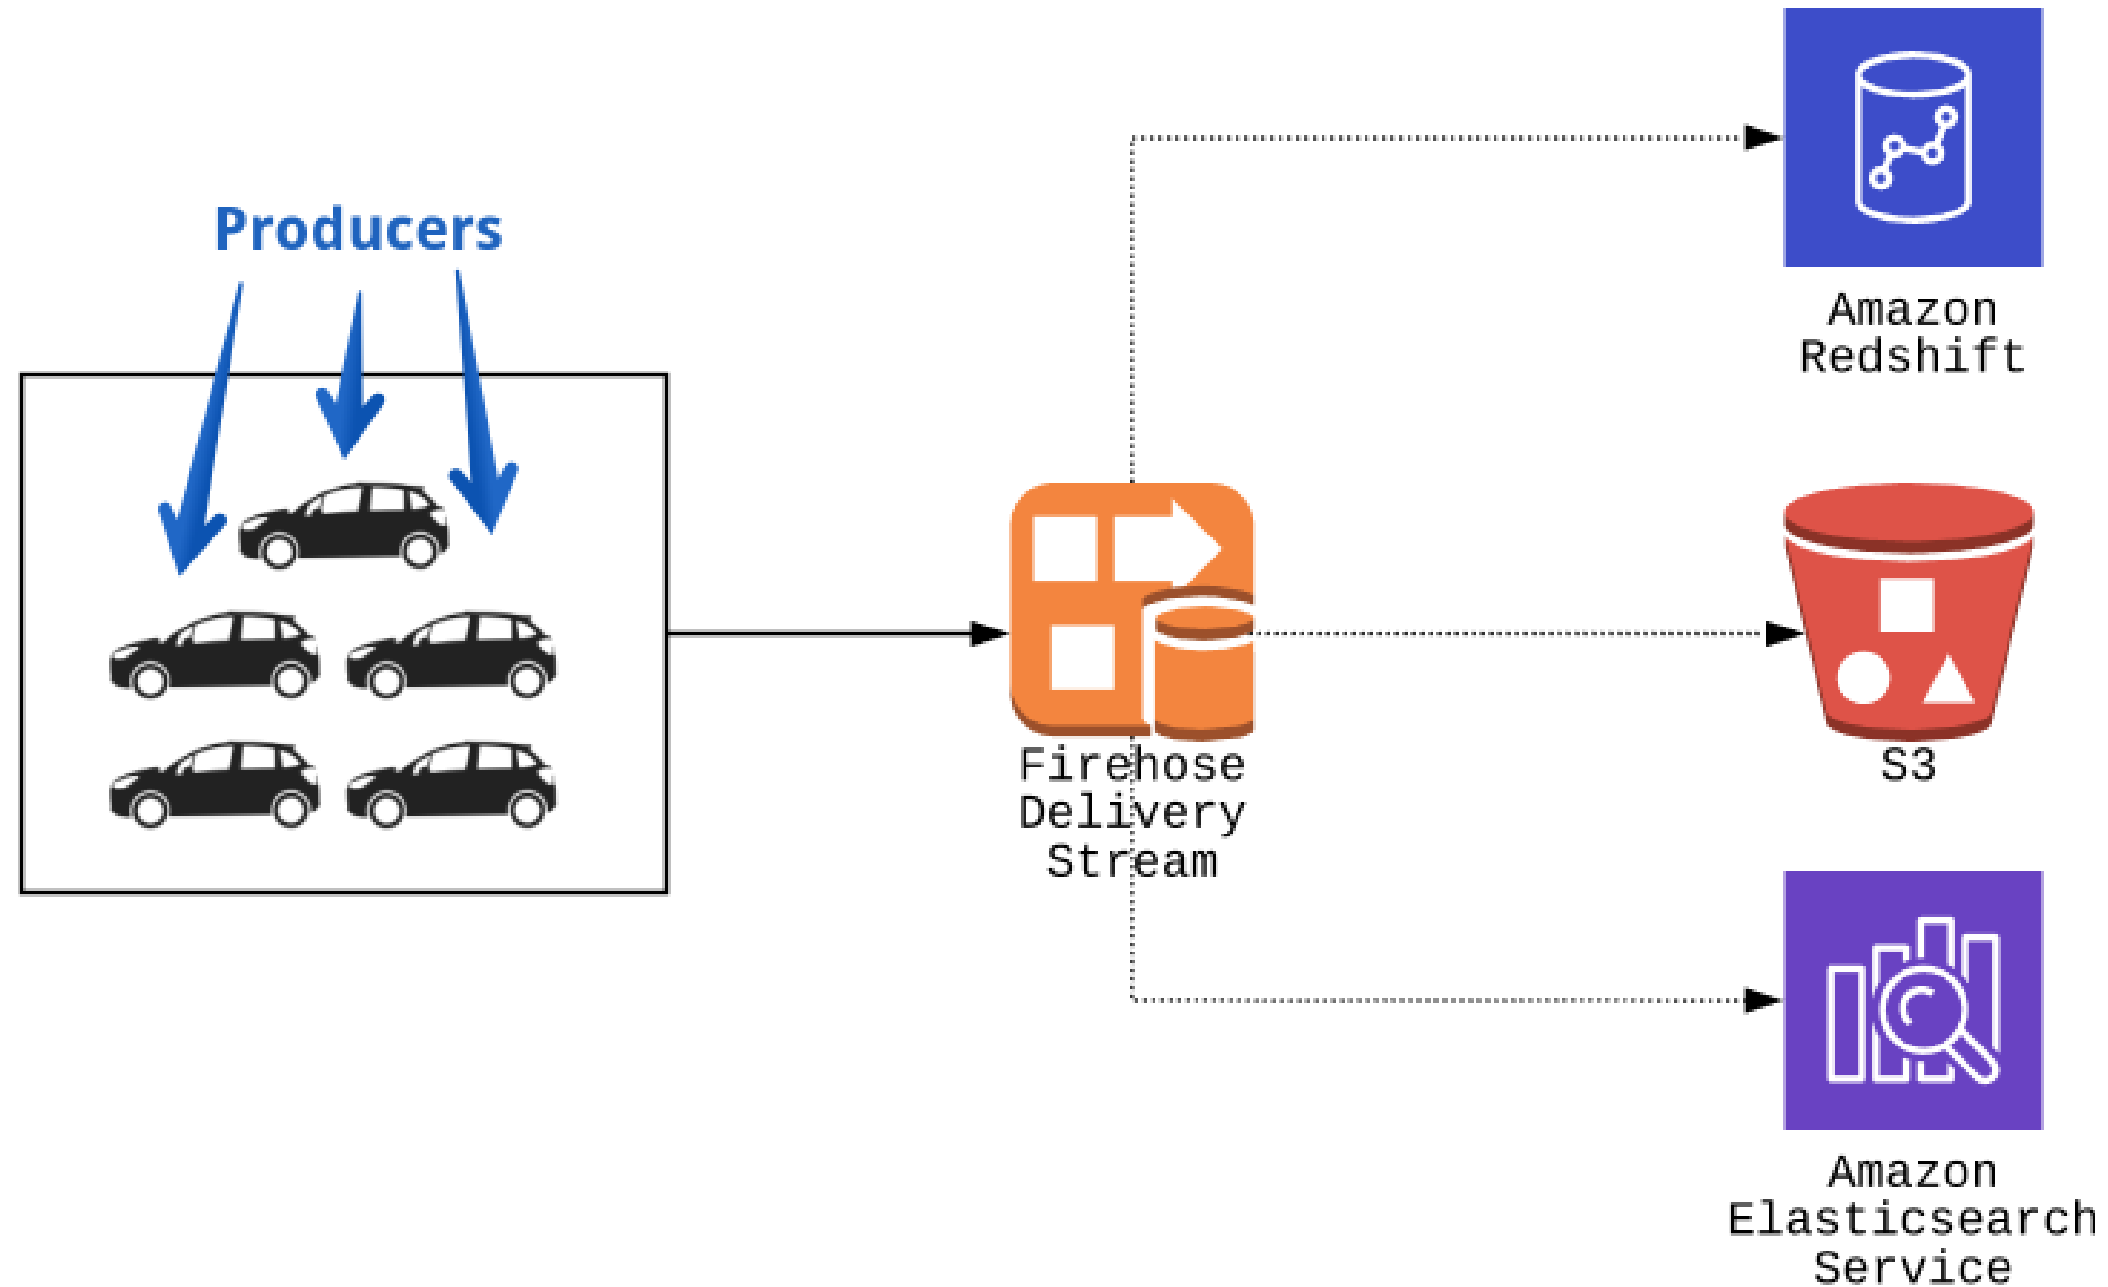 Producers
Amazon
Redshift
Firehose
Delivery
Stream
S3
Amazon
Elasticsearch
Service